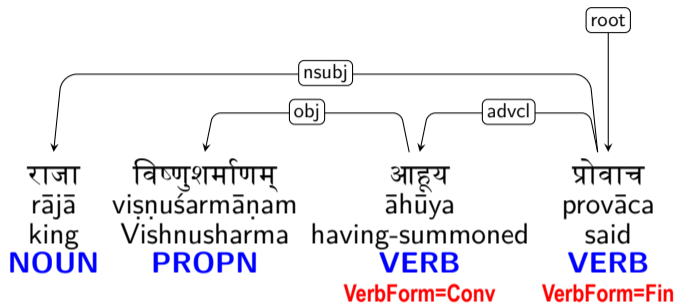 root
nsubj
obj advcl
राजा विष्णुशर्माणम् आहूय प्रोवाच
rājā viṣṇuśarmāṇam āhūya provāca
king Vishnusharma having-summoned said
NOUN PROPN VERB VERB
VerbForm=Conv VerbForm=Fin